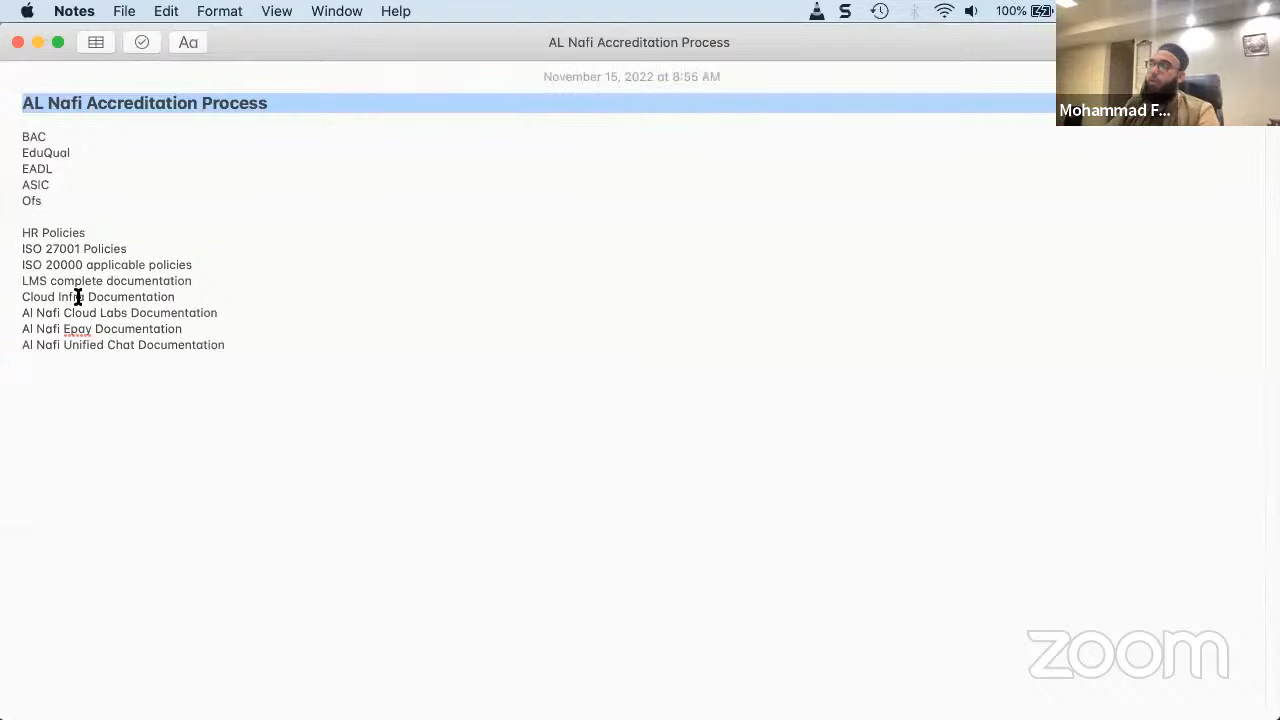 Notes File Edit Format View Window Help
100%
Aa
AL Nafi Accreditation Process
November 15, 2022 at 8:55 AM
AL Nafi Accreditation Process
BAC
EduQual
EADL
ASIC
Ofs
HR Policies
ISO 27001 Policies
ISO 20000 applicable policies
LMS complete documentation
Cloud Infra Documentation
Al Nafi Cloud Labs Documentation
Al Nafi Epay Documentation
Al Nafi Unified Chat Documentation
Mohammad F...
zoom